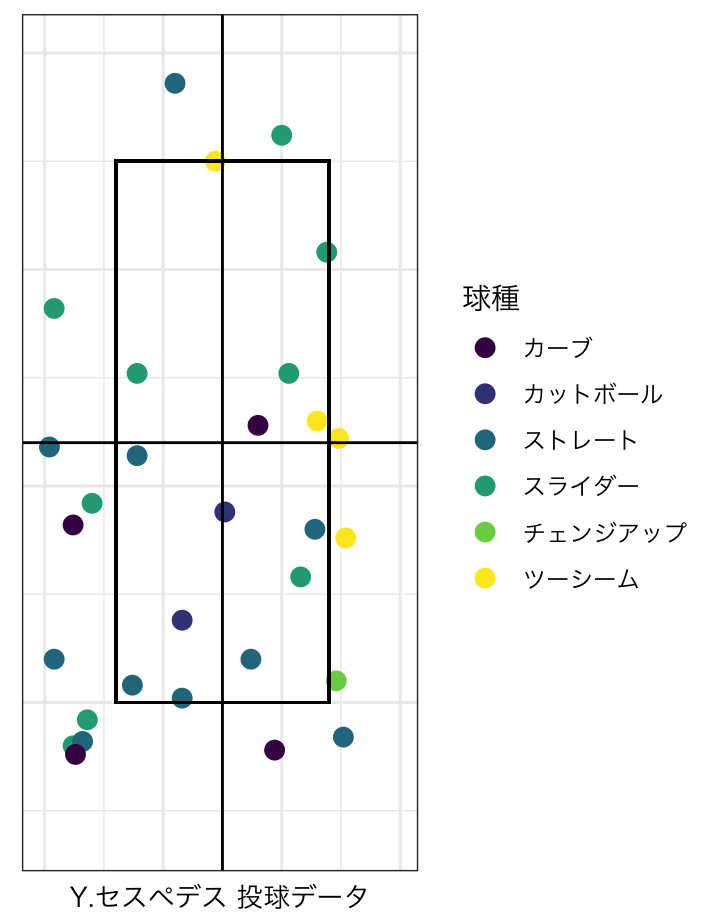 球種
カーブ
カットボール
ストレート
スライダー
チェンジアップ
ツーシーム
Y.セスペデス 投球データ